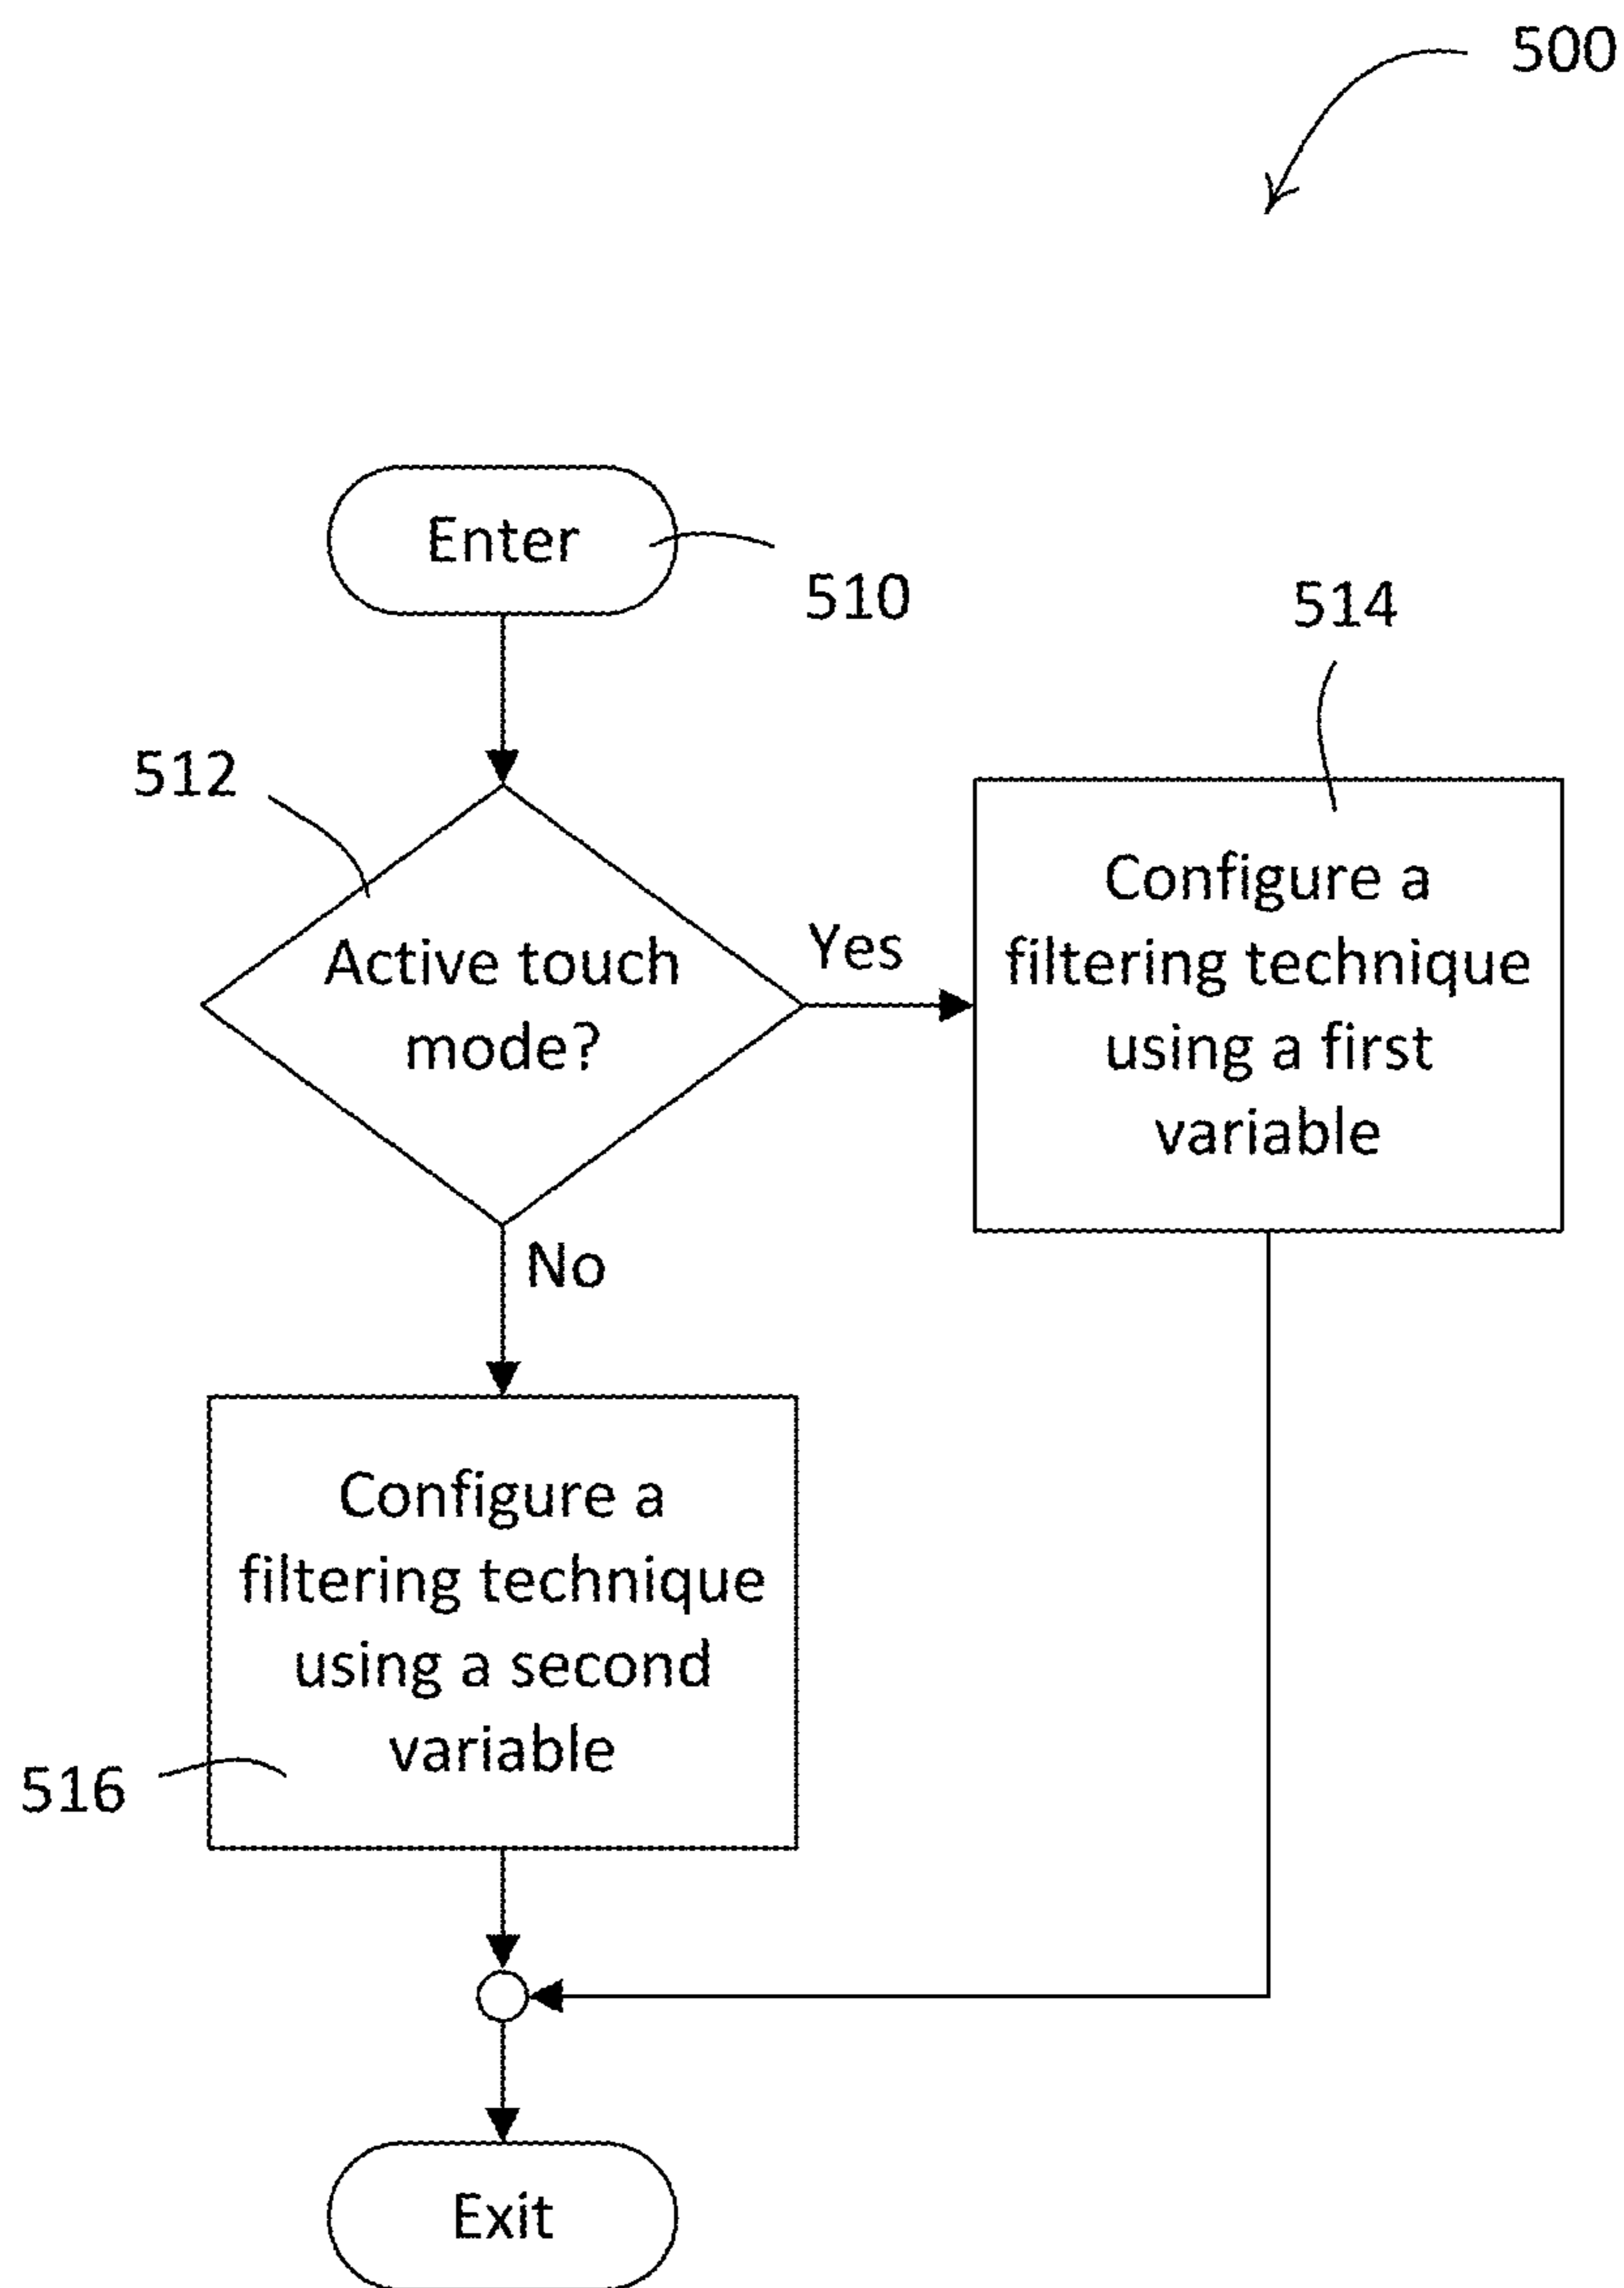 500
Enter
510
514
512
Active touch
mode?
Yes
Configure a
filtering technique
using a first
variable
No
Configure a
filtering technique
using a second
variable
516
Exit